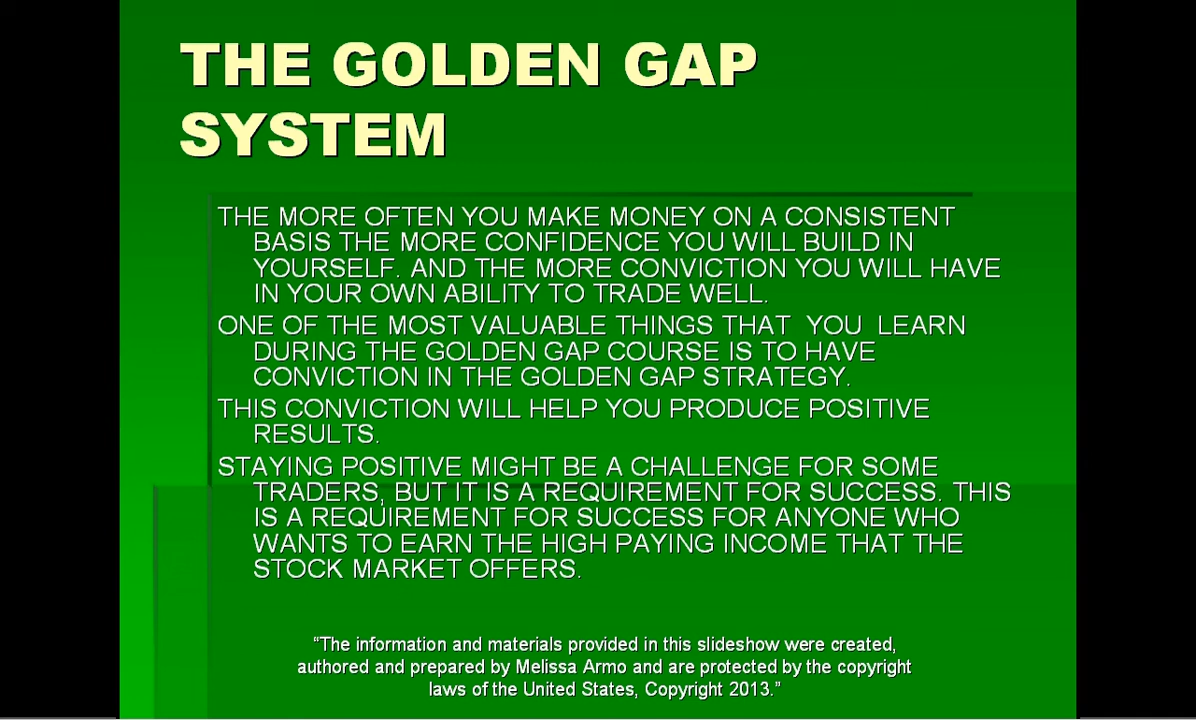 THE GOLDEN GAP
SYSTEM
THE MORE OFTEN YOU MAKE MONEY ON A CONSISTENT
BASIS THE MORE CONFIDENCE YOU WILL BUILD IN
YOURSELF. AND THE MORE CONVICTION YOU WILL HAVE
IN YOUR OWN ABILITY TO TRADE WELL.
ONE OF THE MOST VALUABLE THINGS THAT  YOU  LEARN
DURING THE GOLDEN GAP COURSE IS TO HAVE
CONVICTION IN THE GOLDEN GAP STRATEGY.
THIS CONVICTION WILL HELP YOU PRODUCE POSITIVE
RESULTS.
STAYING POSITIVE MIGHT BE A CHALLENGE FOR SOME
TRADERS, BUT IT IS A REQUIREMENT FOR SUCCESS. THIS
IS A REQUIREMENT FOR SUCCESS FOR ANYONE WHO
WANTS TO EARN THE HIGH PAYING INCOME THAT THE
STOCK MARKET OFFERS.
“The information and materials provided in this slideshow were created,
authored and prepared by Melissa Armo and are protected by the copyright
laws of the United States, Copyright 2013.”